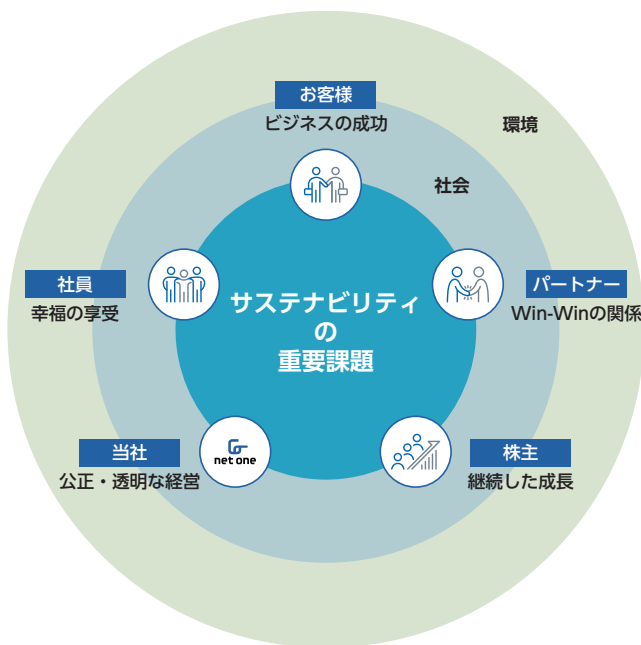 お客様
ビジネスの成功
環境
社会
社員
幸福の享受
パートナー
Win-Winの関係
サステナビリティ
の
重要課題
当社
公正・透明な経営
net one
株主
継続した成長